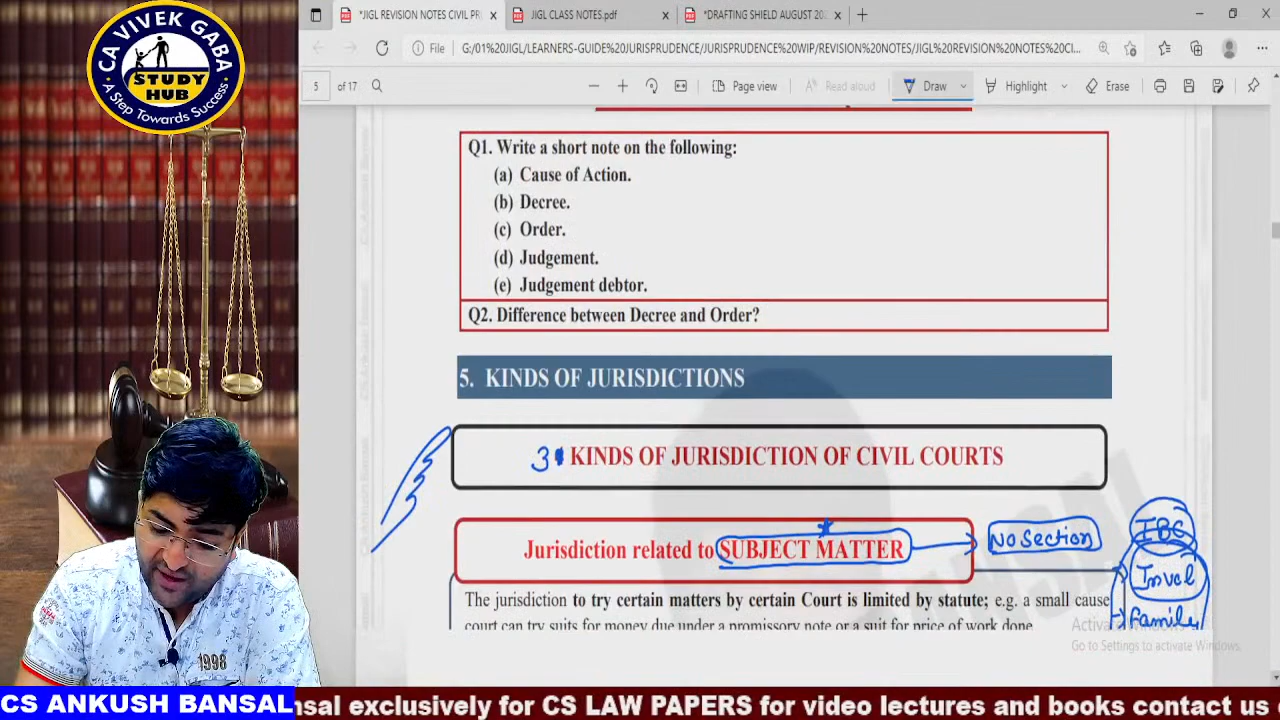 CA VIVEK GABA
STUDY
HUB
A Step Towards Success
*JIGL REVISION NOTES CIVIL PR
JIGL CLASS NOTES.pdf
*DRAFTING SHIELD AUGUST 202
File
G:/01%20JIGL/LEARNERS-GUIDE%20JURISPRUDENCE/JURISPRUDENCE%20WIP/REVISION%20NOTES/JIGL%20REVISION%20NOTES%20CI...
5 of 17
Page view
Read aloud
Draw
Highlight
Erase
Q1. Write a short note on the following:
(a) Cause of Action.
(b) Decree.
(c) Order.
(d) Judgement.
(e) Judgement debtor.
Q2. Difference between Decree and Order?
5. KINDS OF JURISDICTIONS
3 KINDS OF JURISDICTION OF CIVIL COURTS
Jurisdiction related to SUBJECT MATTER
No Section
IBC
Insol
family
The jurisdiction to try certain matters by certain Court is limited by statute; e.g. a small cause
court can try suits for money due under a promissory note or a suit for price of work done
Activate Windows
Go to Settings to activate Windows.
1998
CS ANKUSH BANSAL
nsal exclusively for CS LAW PAPERS for video lectures and books contact us